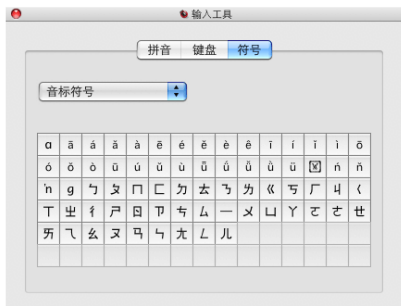 输入工具
拼音 键盘 符号
音标符号
ɑ ā á ǎ à ē é ě è ê ī í ǐ ì ō
ó ǒ ò ū ú ǔ ù ǖ ǘ ǚ ǜ ü ń ň
ɡ ㄅ ㄆ ㄇ ㄈ ㄉ ㄊ ㄋ ㄌ ㄍ ㄎ ㄏ ㄐ ㄑ
ㄒ ㄓ ㄔ ㄕ ㄖ ㄗ ㄘ ㄙ ㄧ ㄨ ㄩ ㄚ ㄛ ㄜ ㄝ
ㄞ ㄟ ㄠ ㄡ ㄢ ㄣ ㄤ ㄥ ㄦ